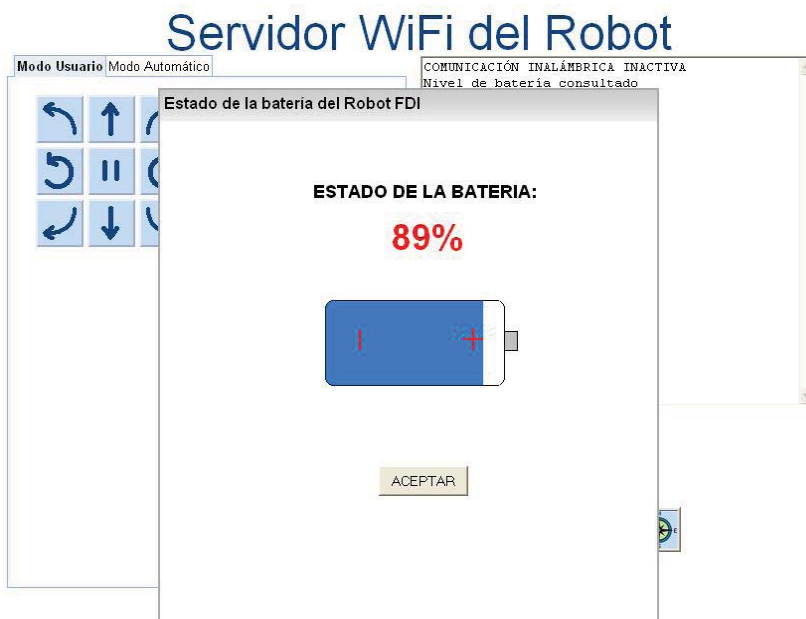 Servidor WiFi del Robot
Modo Usuario Modo Automático
COMUNICACIÓN INALÁMBRICA INACTIVA
Nivel de batería consultado
Estado de la batería del Robot FDI
ESTADO DE LA BATERIA:
89%
ACEPTAR
E